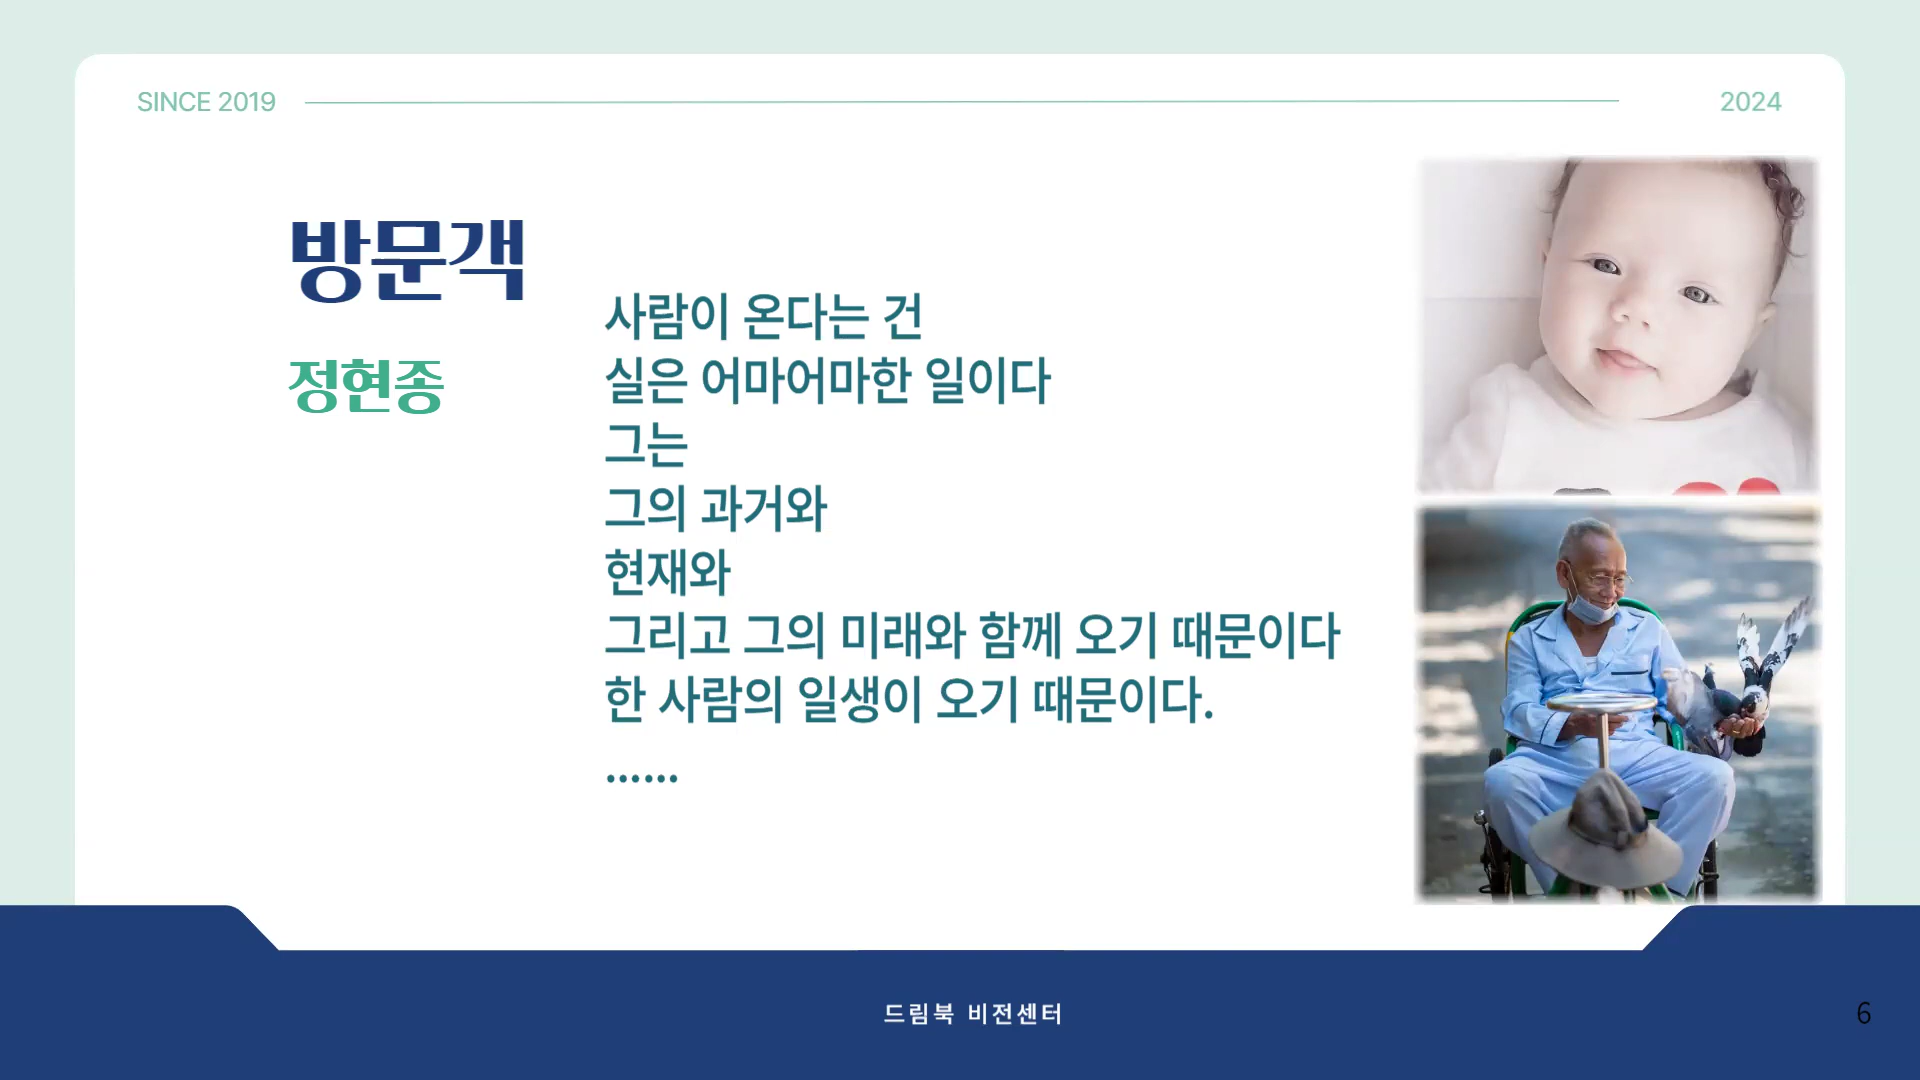 SINCE 2019
2024
방문객
정현종
사람이 온다는 건
실은 어마어마한 일이다
그는
그의 과거와
현재와
그리고 그의 미래와 함께 오기 때문이다
한 사람의 일생이 오기 때문이다.
......
드림북 비전센터
6